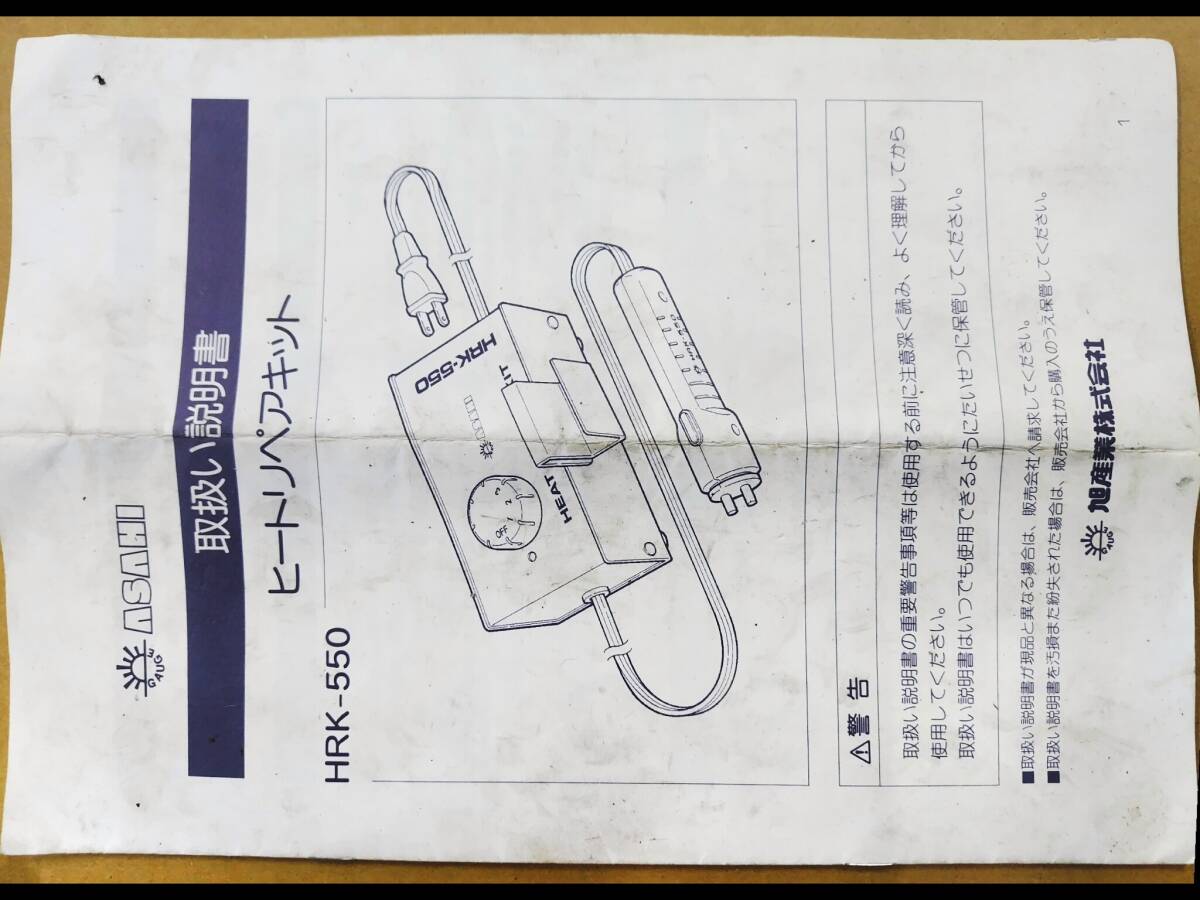 GAUGE ASAHI
取扱い説明書
ヒートリペアキット
HRK-550
HRK-550
ASAHI
OFF
2
3
HEAT
⚠警告
取扱い説明書の重要警告事項等は使用する前に注意深く読み、よく理解してから
使用してください。
取扱い説明書はいつでも使用できるようにたいせつに保管してください。
■取扱い説明書が現品と異なる場合は、販売会社へ請求してください。
■取扱い説明書を汚損また紛失された場合は、販売会社から購入のうえ保管してください。
旭産業株式会社
1